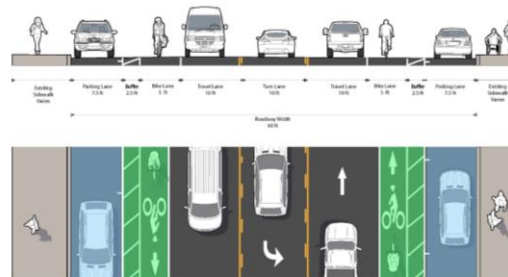 Existing
Sidewalk
Varies
Parking Lane
7.5 ft
Buffer
2.5 ft
Bike Lane
5 ft
Travel Lane
10 ft
Turn Lane
10 ft
Travel Lane
10 ft
Bike Lane
5 ft
Buffer
2.5 ft
Parking Lane
7.5 ft
Existing
Sidewalk
Varies
Roadway Width
60 ft